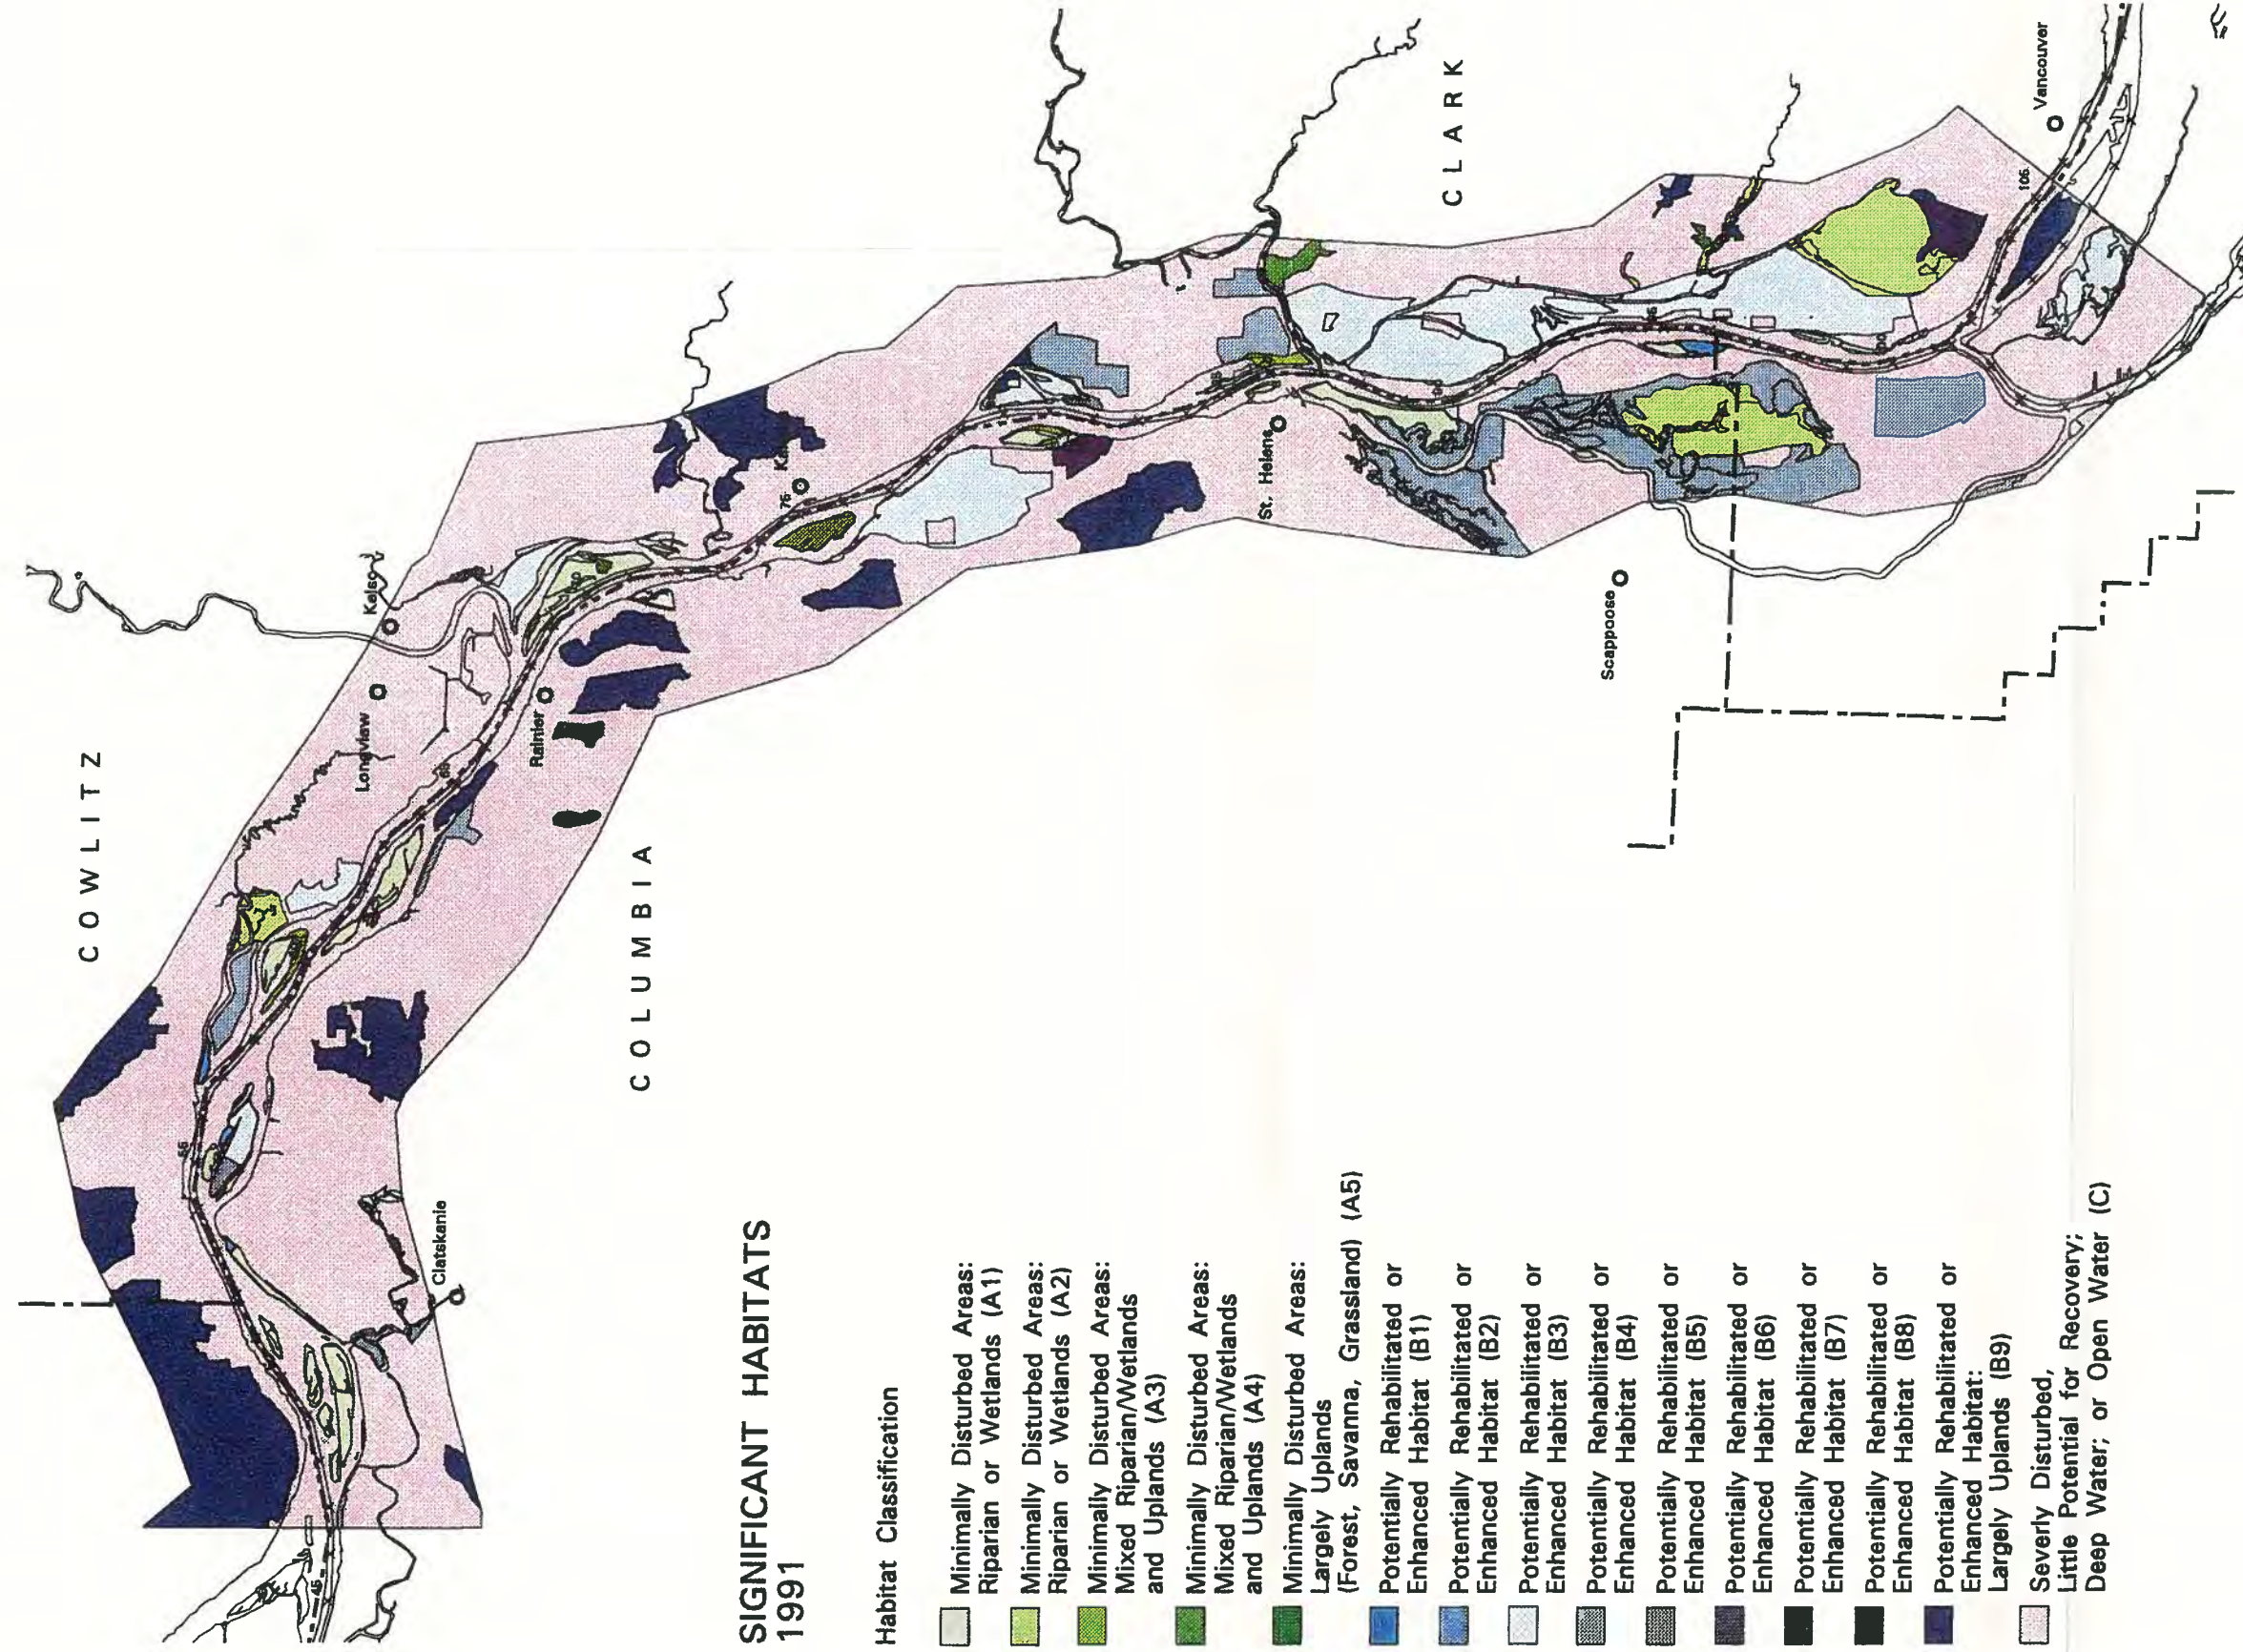 SIGNIFICANT HABITATS
1991
Habitat Classification
Minimally Disturbed Areas:
Riparian or Wetlands (A1)
Minimally Disturbed Areas:
Riparian or Wetlands (A2)
Minimally Disturbed Areas:
Mixed Riparian/Wetlands
and Uplands (A3)
Minimally Disturbed Areas:
Mixed Riparian/Wetlands
and Uplands (A4)
Minimally Disturbed Areas:
Largely Uplands
(Forest, Savanna, Grassland) (A5)
Potentially Rehabilitated or
Enhanced Habitat (B1)
Potentially Rehabilitated or
Enhanced Habitat (B2)
Potentially Rehabilitated or
Enhanced Habitat (B3)
Potentially Rehabilitated or
Enhanced Habitat (B4)
Potentially Rehabilitated or
Enhanced Habitat (B5)
Potentially Rehabilitated or
Enhanced Habitat (B6)
Potentially Rehabilitated or
Enhanced Habitat (B7)
Potentially Rehabilitated or
Enhanced Habitat (B8)
Potentially Rehabilitated or
Enhanced Habitat:
Largely Uplands (B9)
Severly Disturbed,
Little Potential for Recovery;
Deep Water; or Open Water (C)
COWLITZ
COLUMBIA
CLARK
Clatskanie
Longview
Kelso
Rainier
St. Helens
Scappoose
Vancouver
45
76
105